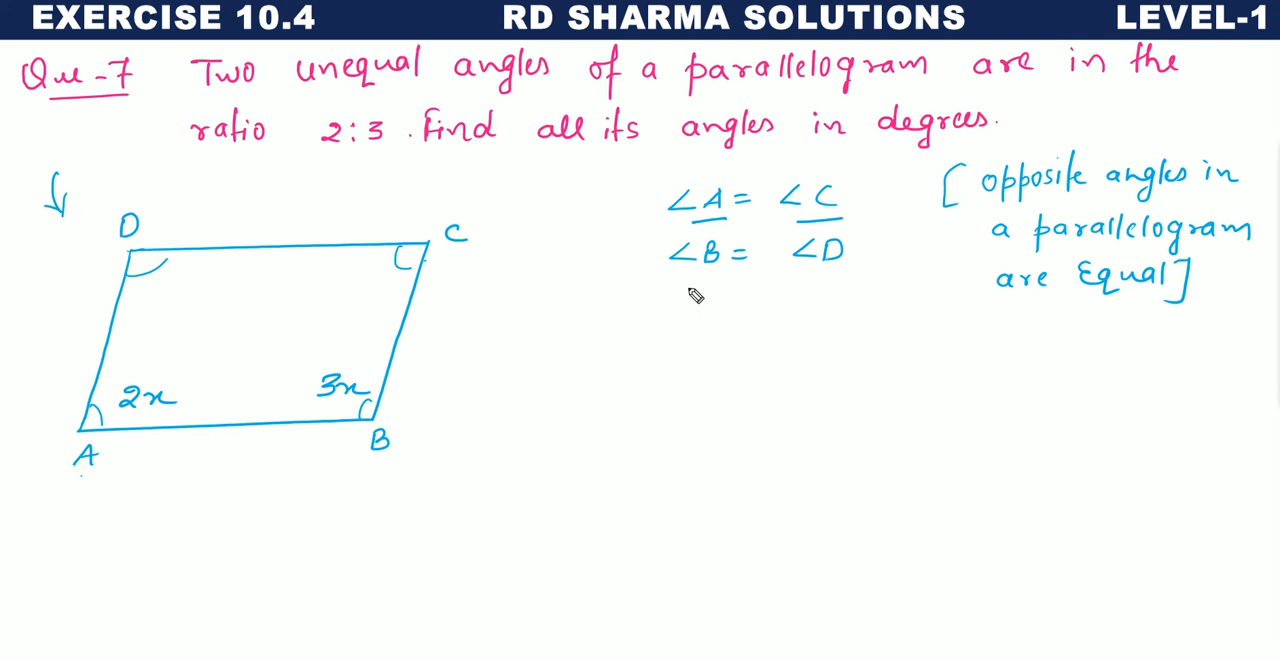 EXERCISE 10.4 RD SHARMA SOLUTIONS LEVEL-1
Que-7 Two unequal angles of a parallelogram are in the
ratio 2:3. Find all its angles in degrees.
∠A = ∠C
∠B = ∠D
[opposite angles in
a parallelogram
are Equal]
D
C
2x
3x
A
B